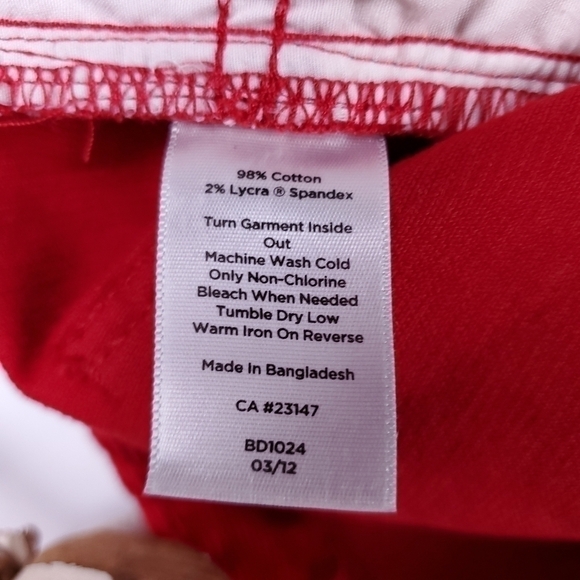 98% Cotton
2% Lycra ® Spandex
Turn Garment Inside
Out
Machine Wash Cold
Only Non-Chlorine
Bleach When Needed
Tumble Dry Low
Warm Iron On Reverse
Made In Bangladesh
CA #23147
BD1024
03/12